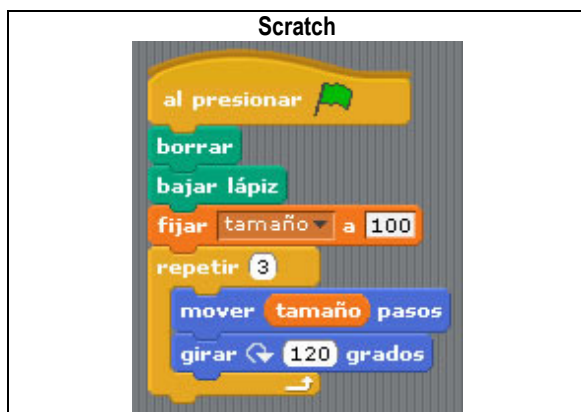 Scratch
al presionar
borrar
bajar lápiz
fijar tamaño a 100
repetir 3
mover tamaño pasos
girar 120 grados